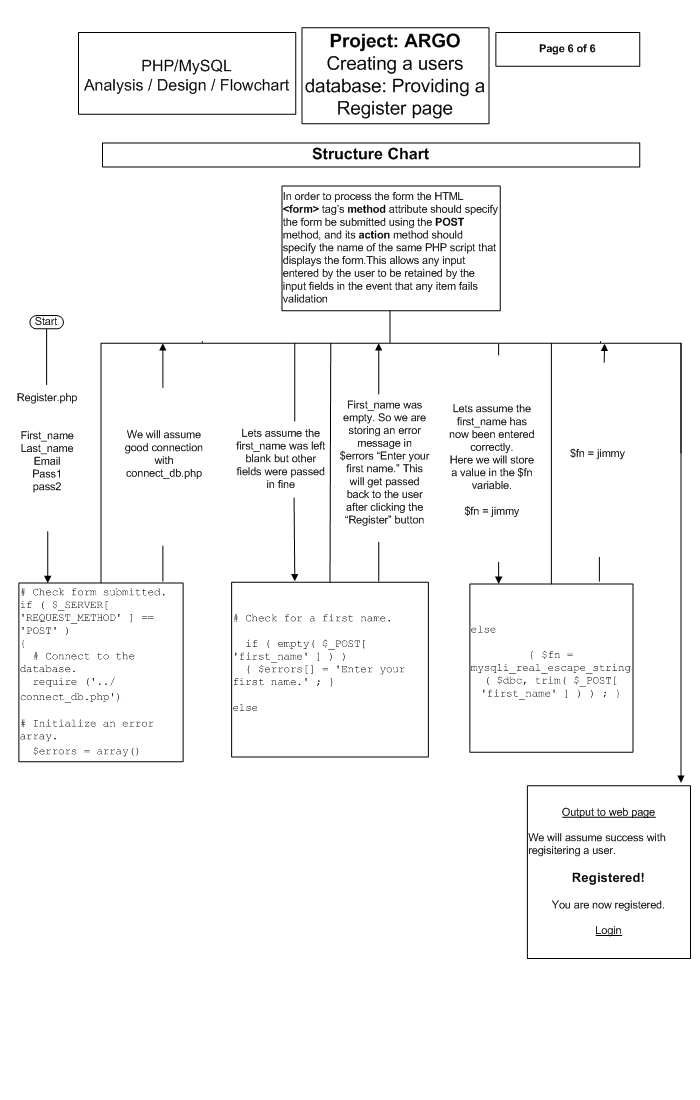 PHP/MySQL
Analysis / Design / Flowchart
Project: ARGO
Creating a users
database: Providing a
Register page
Page 6 of 6
Structure Chart
In order to process the form the HTML
<form> tag's method attribute should specify
the form be submitted using the POST
method, and its action method should
specify the name of the same PHP script that
displays the form.This allows any input
entered by the user to be retained by the
input fields in the event that any item fails
validation
Start
Register.php
First_name
Last_name
Email
Pass1
pass2
We will assume
good connection
with
connect_db.php
Lets assume the
first_name was left
blank but other
fields were passed
in fine
First_name was
empty. So we are
storing an error
message in
$errors “Enter your
first name.” This
will get passed
back to the user
after clicking the
“Register” button
Lets assume the
first_name has
now been entered
correctly.
Here we will store
a value in the $fn
variable.
$fn = jimmy
$fn = jimmy
# Check form submitted.
if ( $_SERVER[
'REQUEST_METHOD' ] ==
'POST' )
{
# Connect to the
database.
require ('../
connect_db.php')
# Initialize an error
array.
$errors = array()
# Check for a first name.
if ( empty( $_POST[
'first_name' ] ) )
{ $errors[] = 'Enter your
first name.' ; }
else
else
{ $fn =
mysqli_real_escape_string
( $dbc, trim( $_POST[
'first_name' ] ) ) ; }
Output to web page
We will assume success with
regisitering a user.
Registered!
You are now registered.
Login